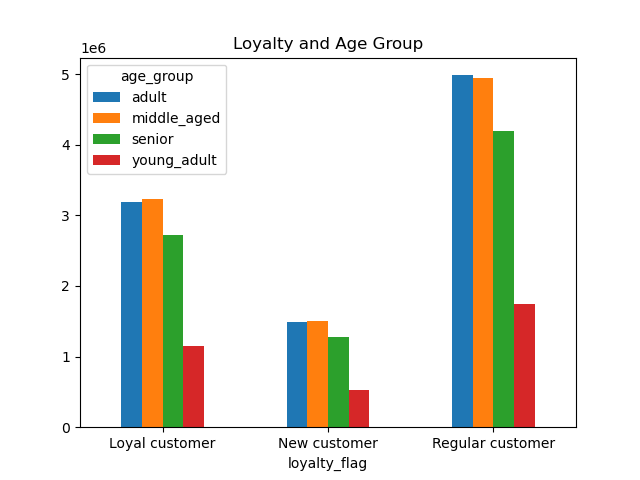 Loyalty and Age Group
1e6
age_group
adult
middle_aged
senior
young_adult
5
4
3
2
1
0
Loyal customer New customer Regular customer
loyalty_flag